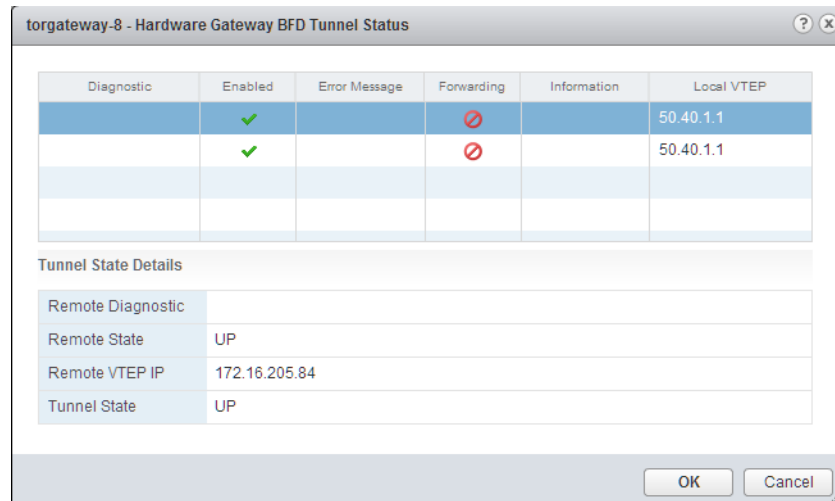 torgateway-8 - Hardware Gateway BFD Tunnel Status ? x
Diagnostic Enabled Error Message Forwarding Information Local VTEP
50.40.1.1
50.40.1.1
Tunnel State Details
Remote Diagnostic
Remote State UP
Remote VTEP IP 172.16.205.84
Tunnel State UP
OK Cancel